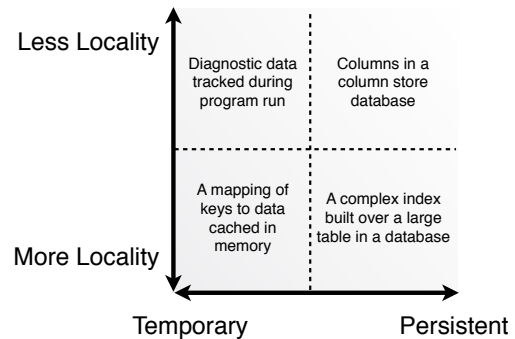 Less Locality
Diagnostic data
tracked during
program run
Columns in a
column store
database
A mapping of
keys to data
cached in
memory
A complex index
built over a large
table in a database
More Locality
Temporary
Persistent